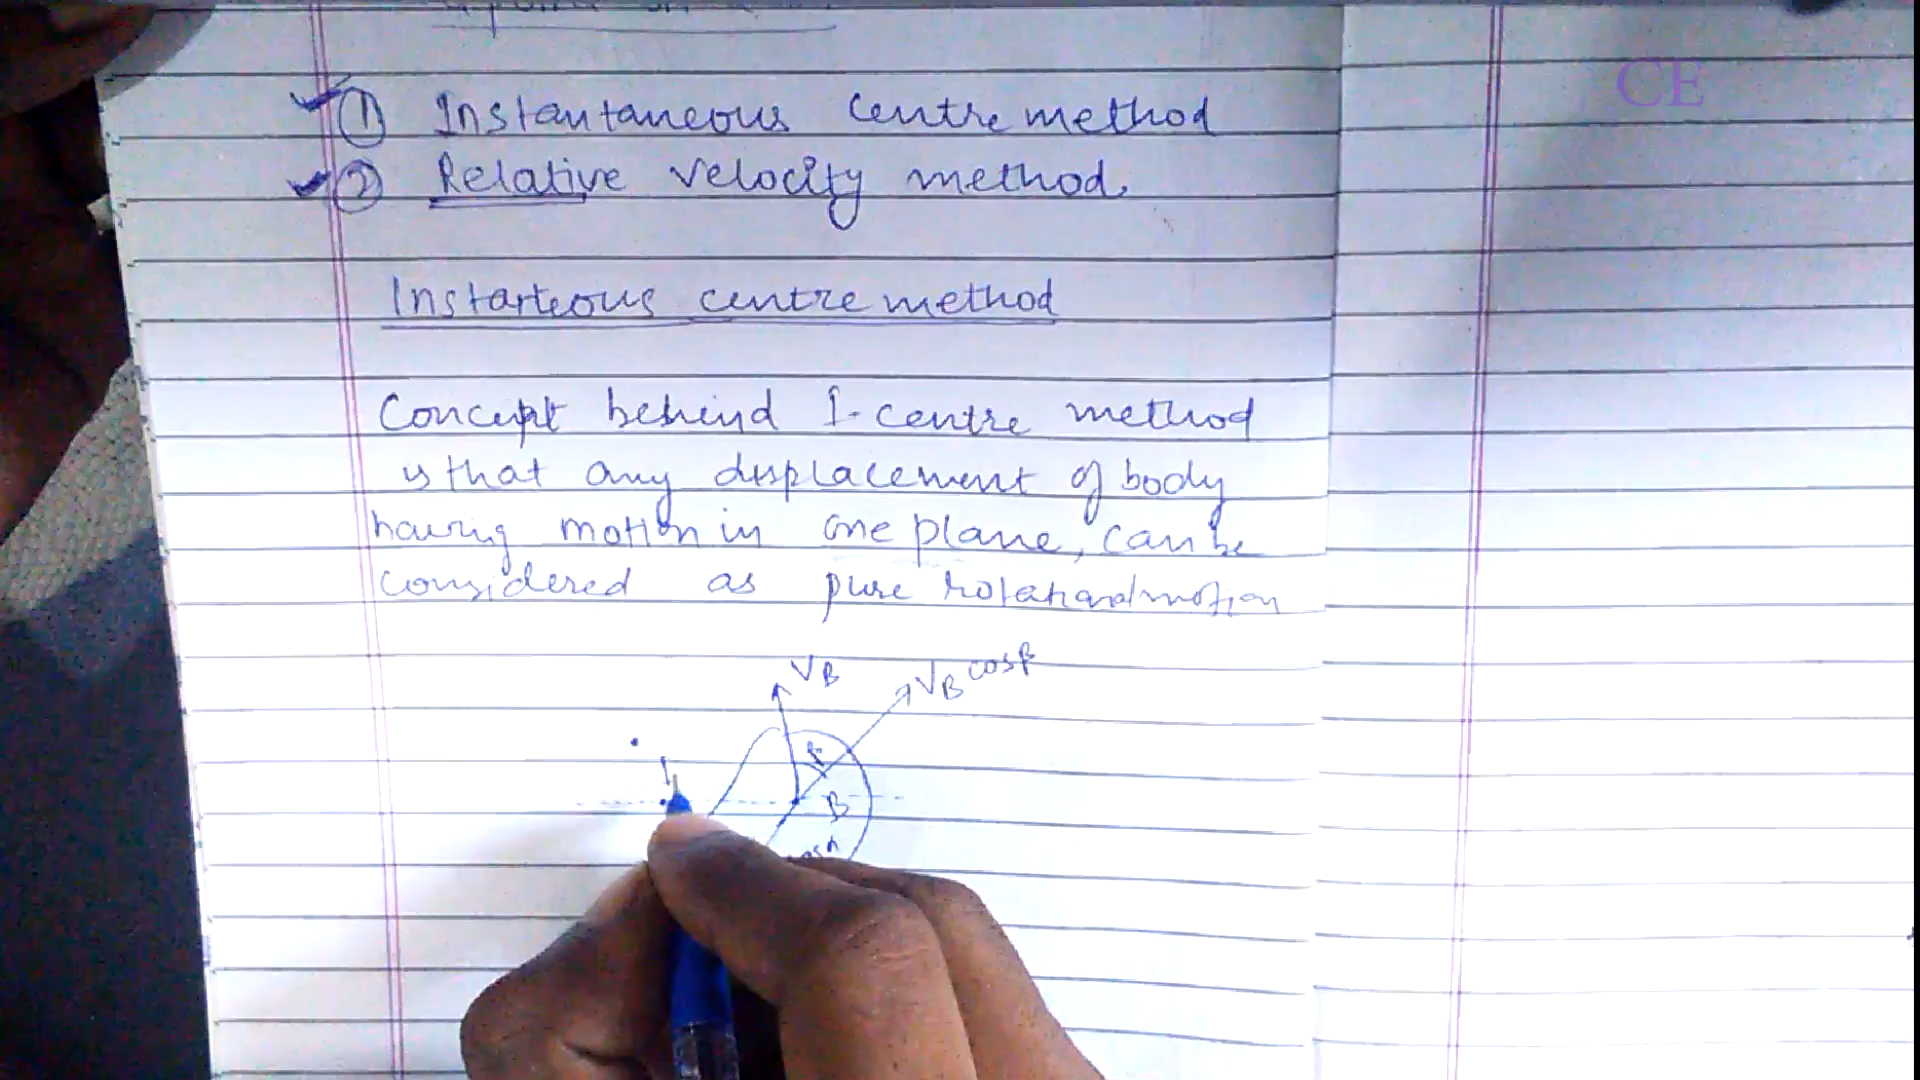 CE
① Instantaneous centre method
② Relative velocity method.
Instarteous centre method
Concept behind I-centre method
is that any displacement of body
having motion in one plane, can be
considered as pure rotational motion
VB
VB cosβ
β
B
I